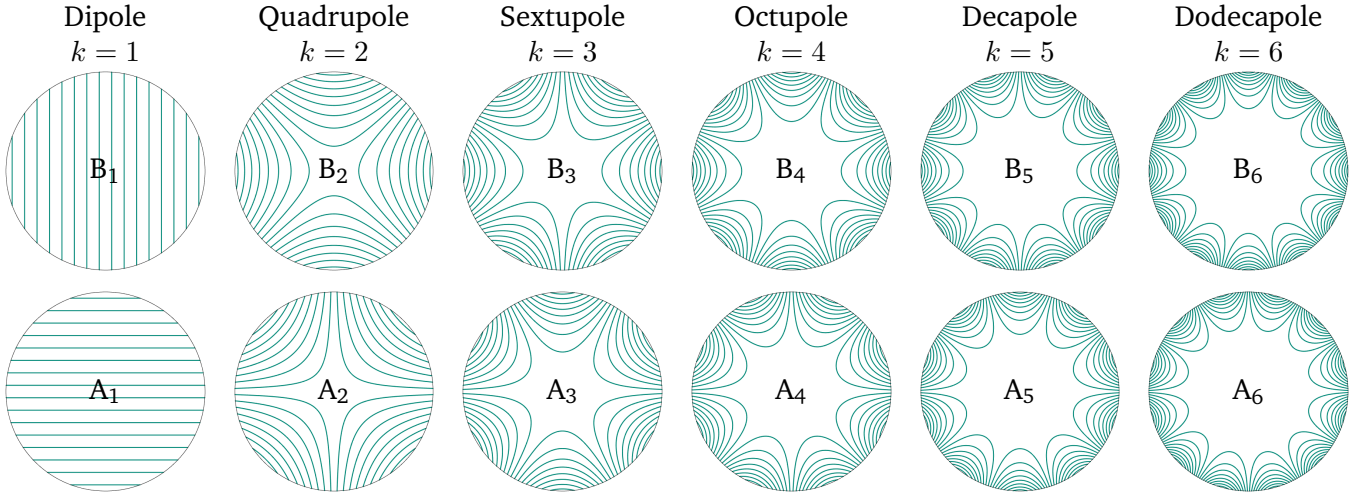 Dipole Quadrupole Sextupole Octupole Decapole Dodecapole
k = 1 k = 2 k = 3 k = 4 k = 5 k = 6
B₁ B₂ B₃ B₄ B₅ B₆
A₁ A₂ A₃ A₄ A₅ A₆